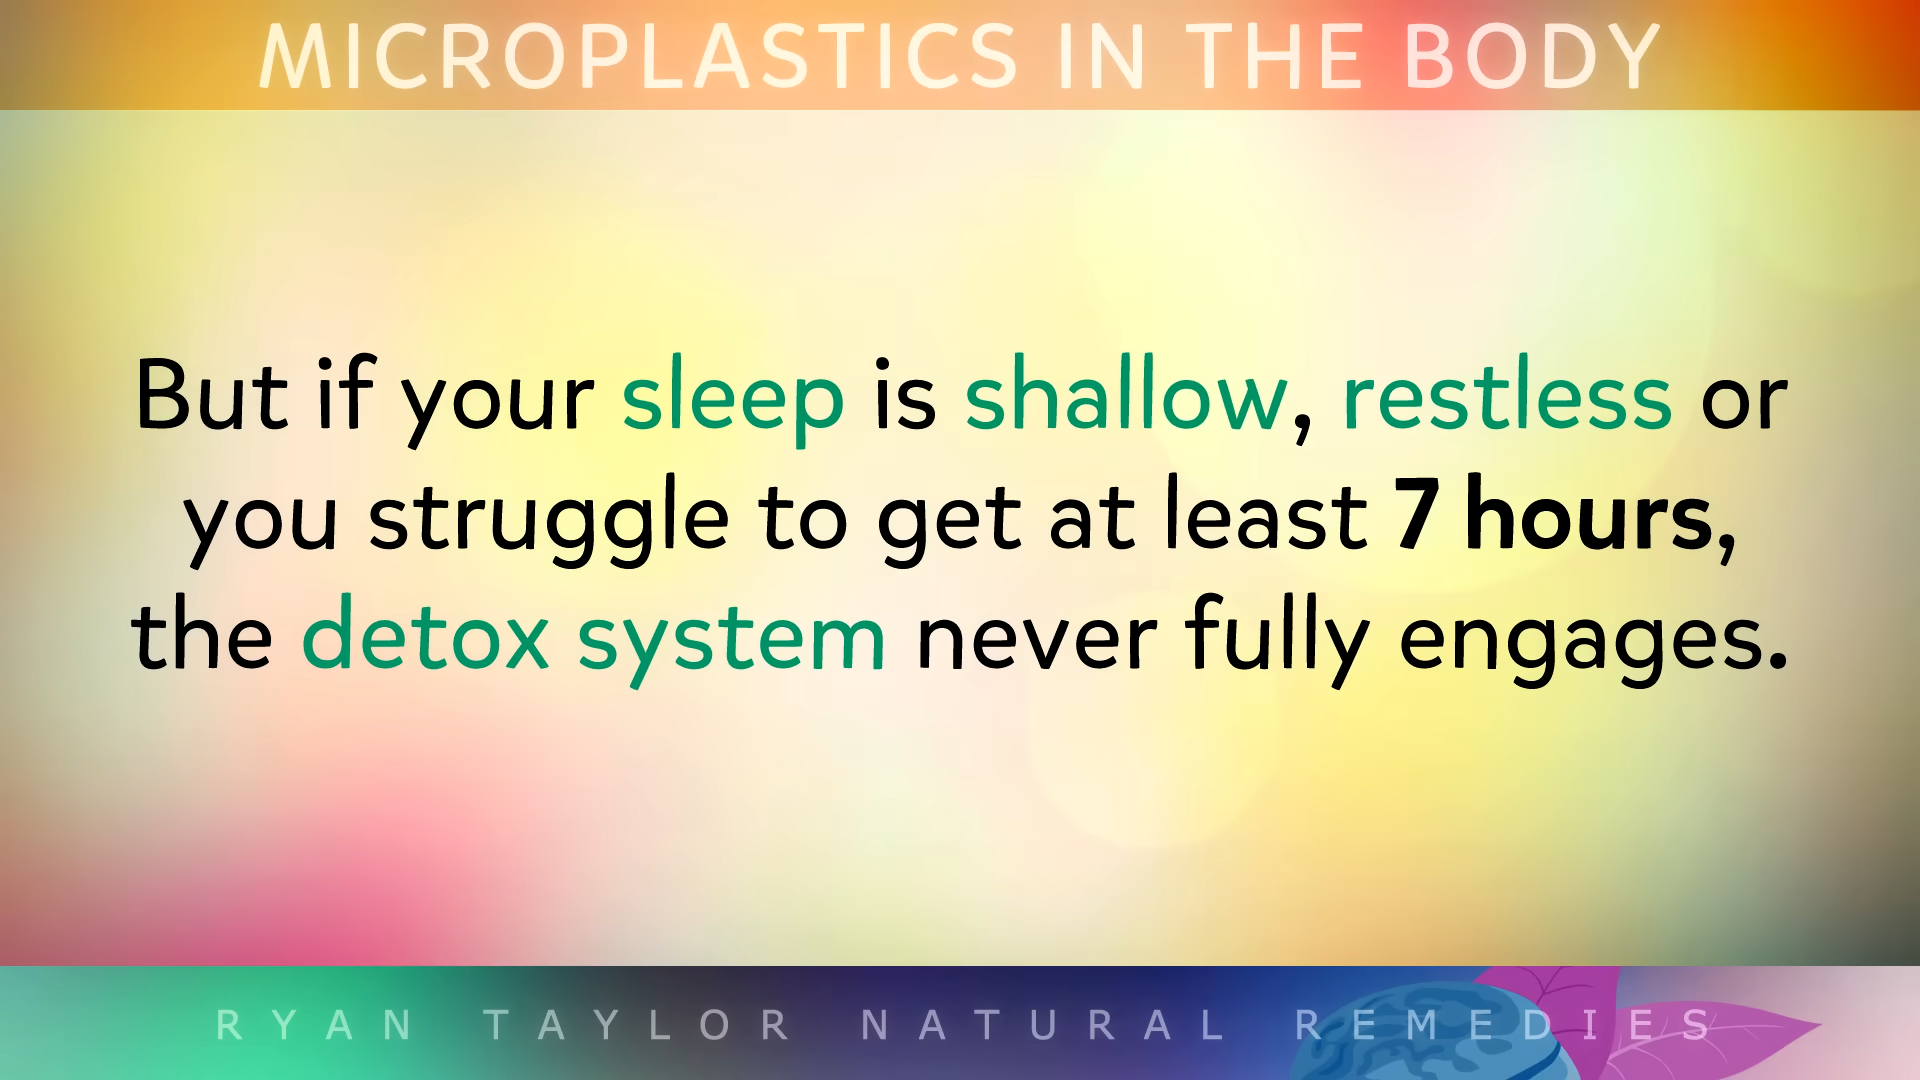 MICROPLASTICS IN THE BODY
But if your sleep is shallow, restless or
you struggle to get at least 7 hours,
the detox system never fully engages.
RYAN TAYLOR NATURAL REMEDIES